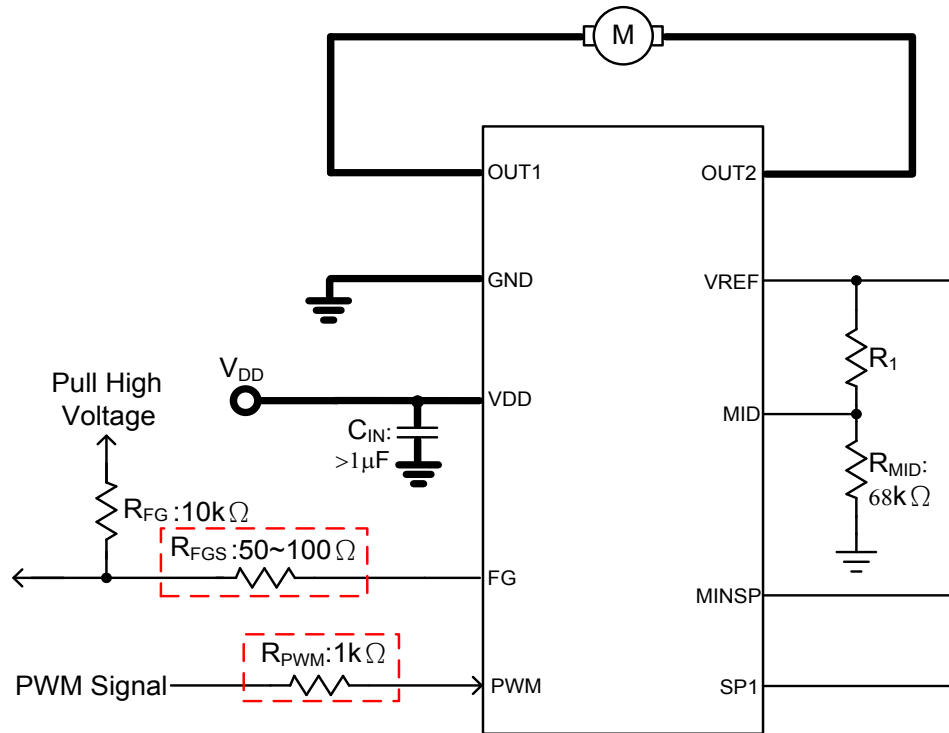 M
OUT1
OUT2
GND
VREF
R1
VDD
VDD
Pull High
Voltage
CIN:
>1μF
MID
RMID:
68kΩ
RFG:10kΩ
RFGS:50~100Ω
FG
MINSP
RPWM:1kΩ
PWM Signal
PWM
SP1